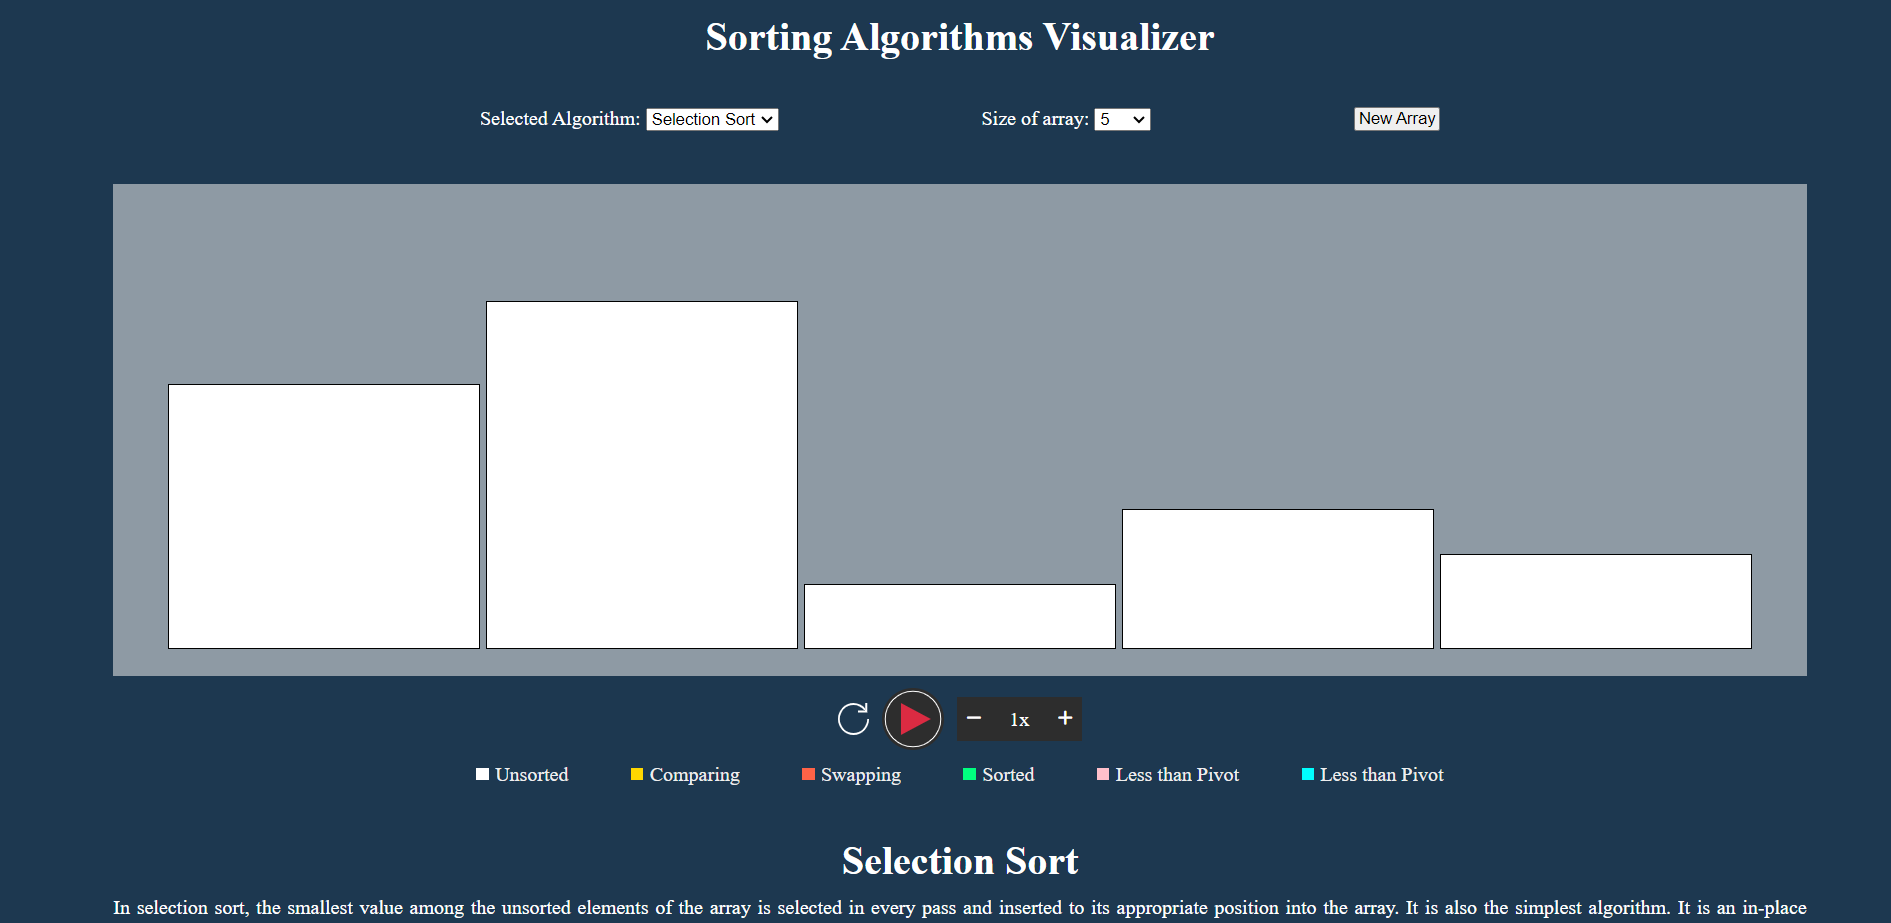 Sorting Algorithms Visualizer
Selected Algorithm: Selection Sort Size of array: 5 New Array
− 1x +
Unsorted Comparing Swapping Sorted Less than Pivot Less than Pivot
Selection Sort
In selection sort, the smallest value among the unsorted elements of the array is selected in every pass and inserted to its appropriate position into the array. It is also the simplest algorithm. It is an in-place